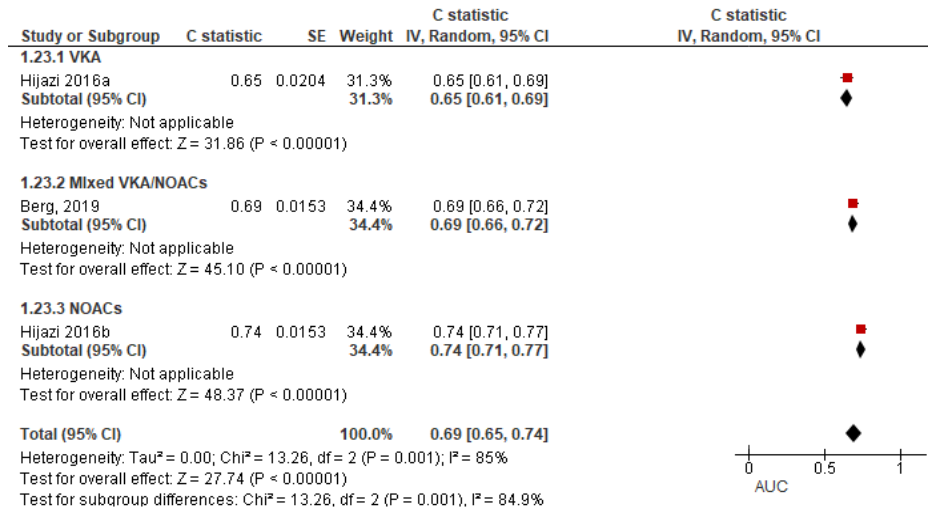 C statistic C statistic
Study or Subgroup C statistic SE Weight IV, Random, 95% CI IV, Random, 95% CI
1.23.1 VKA
Hijazi 2016a 0.65 0.0204 31.3% 0.65 [0.61, 0.69]
Subtotal (95% CI) 31.3% 0.65 [0.61, 0.69]
Heterogeneity: Not applicable
Test for overall effect: Z = 31.86 (P < 0.00001)
1.23.2 MIxed VKA/NOACs
Berg, 2019 0.69 0.0153 34.4% 0.69 [0.66, 0.72]
Subtotal (95% CI) 34.4% 0.69 [0.66, 0.72]
Heterogeneity: Not applicable
Test for overall effect: Z = 45.10 (P < 0.00001)
1.23.3 NOACs
Hijazi 2016b 0.74 0.0153 34.4% 0.74 [0.71, 0.77]
Subtotal (95% CI) 34.4% 0.74 [0.71, 0.77]
Heterogeneity: Not applicable
Test for overall effect: Z = 48.37 (P < 0.00001)
Total (95% CI) 100.0% 0.69 [0.65, 0.74]
Heterogeneity: Tau² = 0.00; Chi² = 13.26, df = 2 (P = 0.001); I² = 85%
Test for overall effect: Z = 27.74 (P < 0.00001)
Test for subgroup differences: Chi² = 13.26, df = 2 (P = 0.001), I² = 84.9%
0 0.5 1
AUC